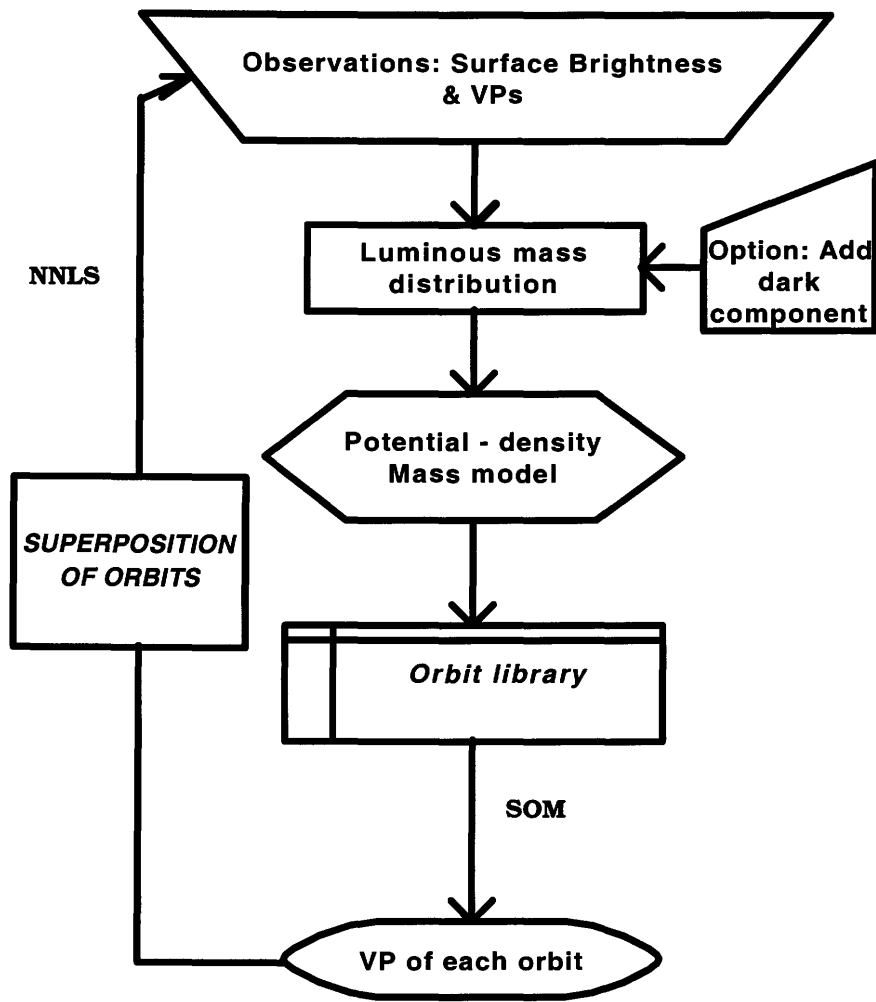 Observations: Surface Brightness
& VPs
Luminous mass
distribution
Option: Add
dark
component
NNLS
Potential - density
Mass model
SUPERPOSITION
OF ORBITS
Orbit library
SOM
VP of each orbit